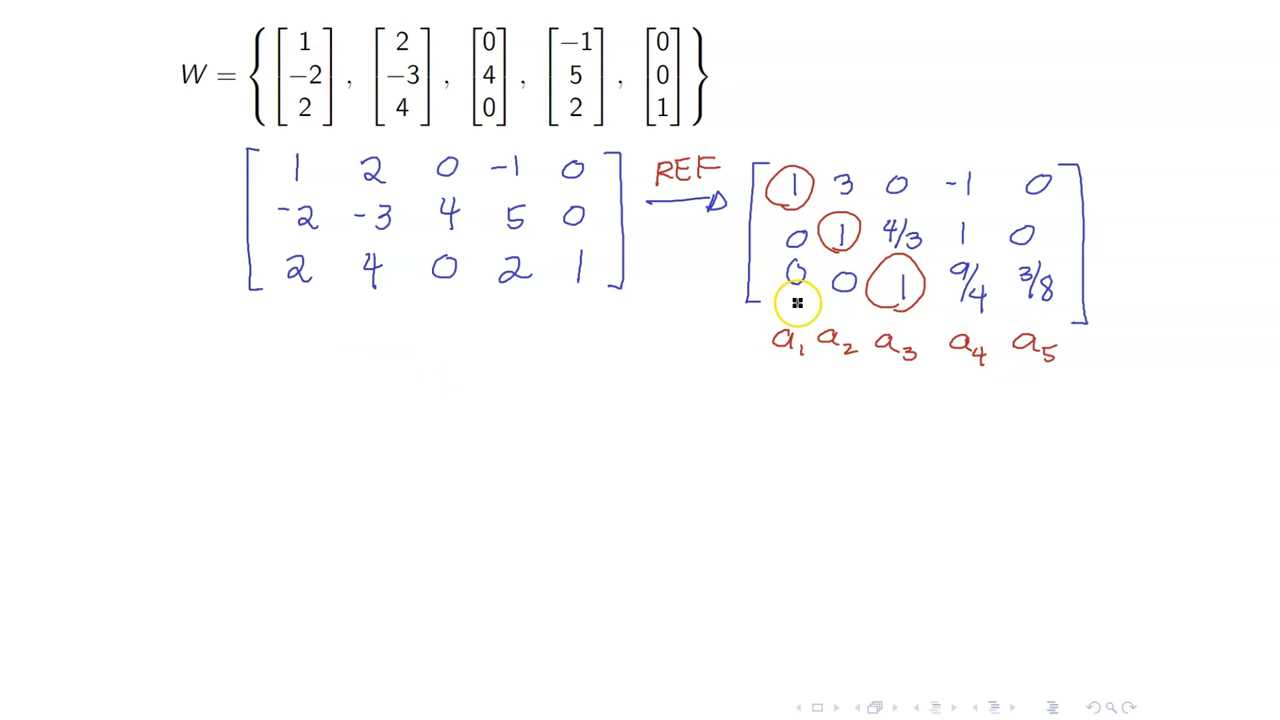 W = { [1 −2 2], [2 −3 4], [0 4 0], [−1 5 2], [0 0 1] }
[ 1 2 0 -1 0
-2 -3 4 5 0
2 4 0 2 1 ]
REF
[ 1 3 0 -1 0
0 1 4/3 1 0
0 0 1 9/4 3/8 ]
a₁ a₂ a₃ a₄ a₅